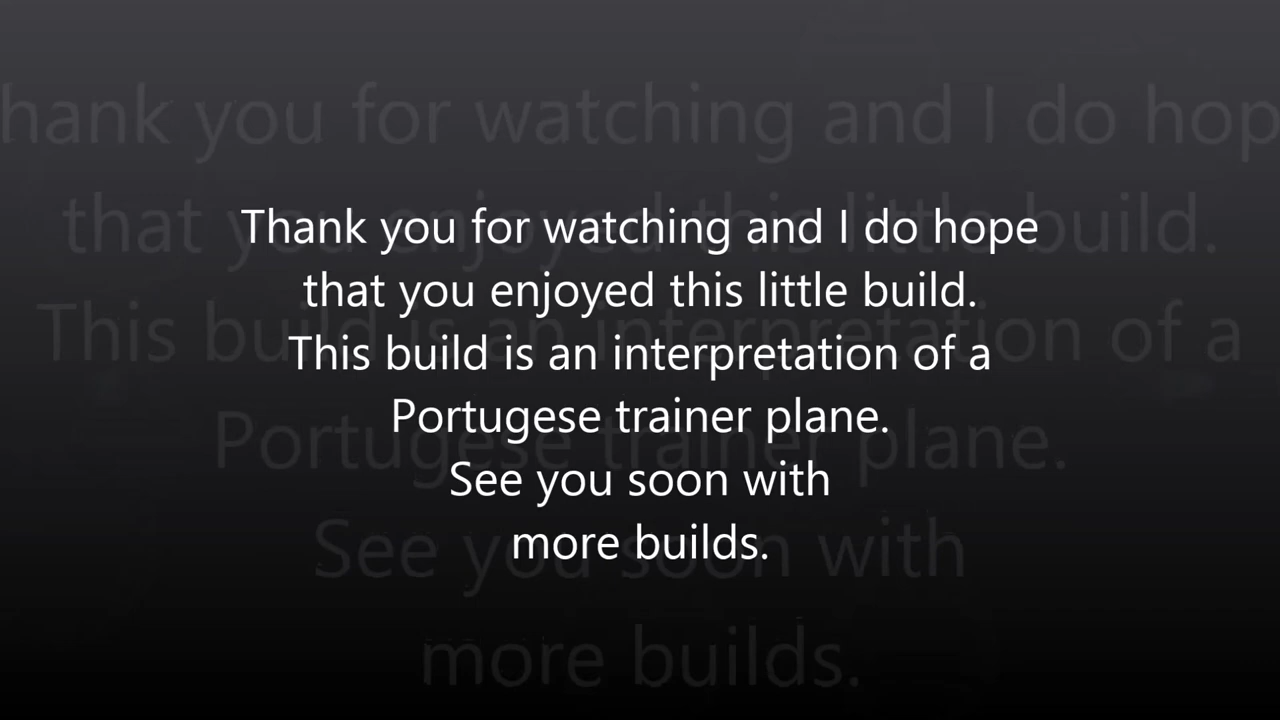 Thank you for watching and I do hope
that you enjoyed this little build.
This build is an interpretation of a
Portugese trainer plane.
See you soon with
more builds.